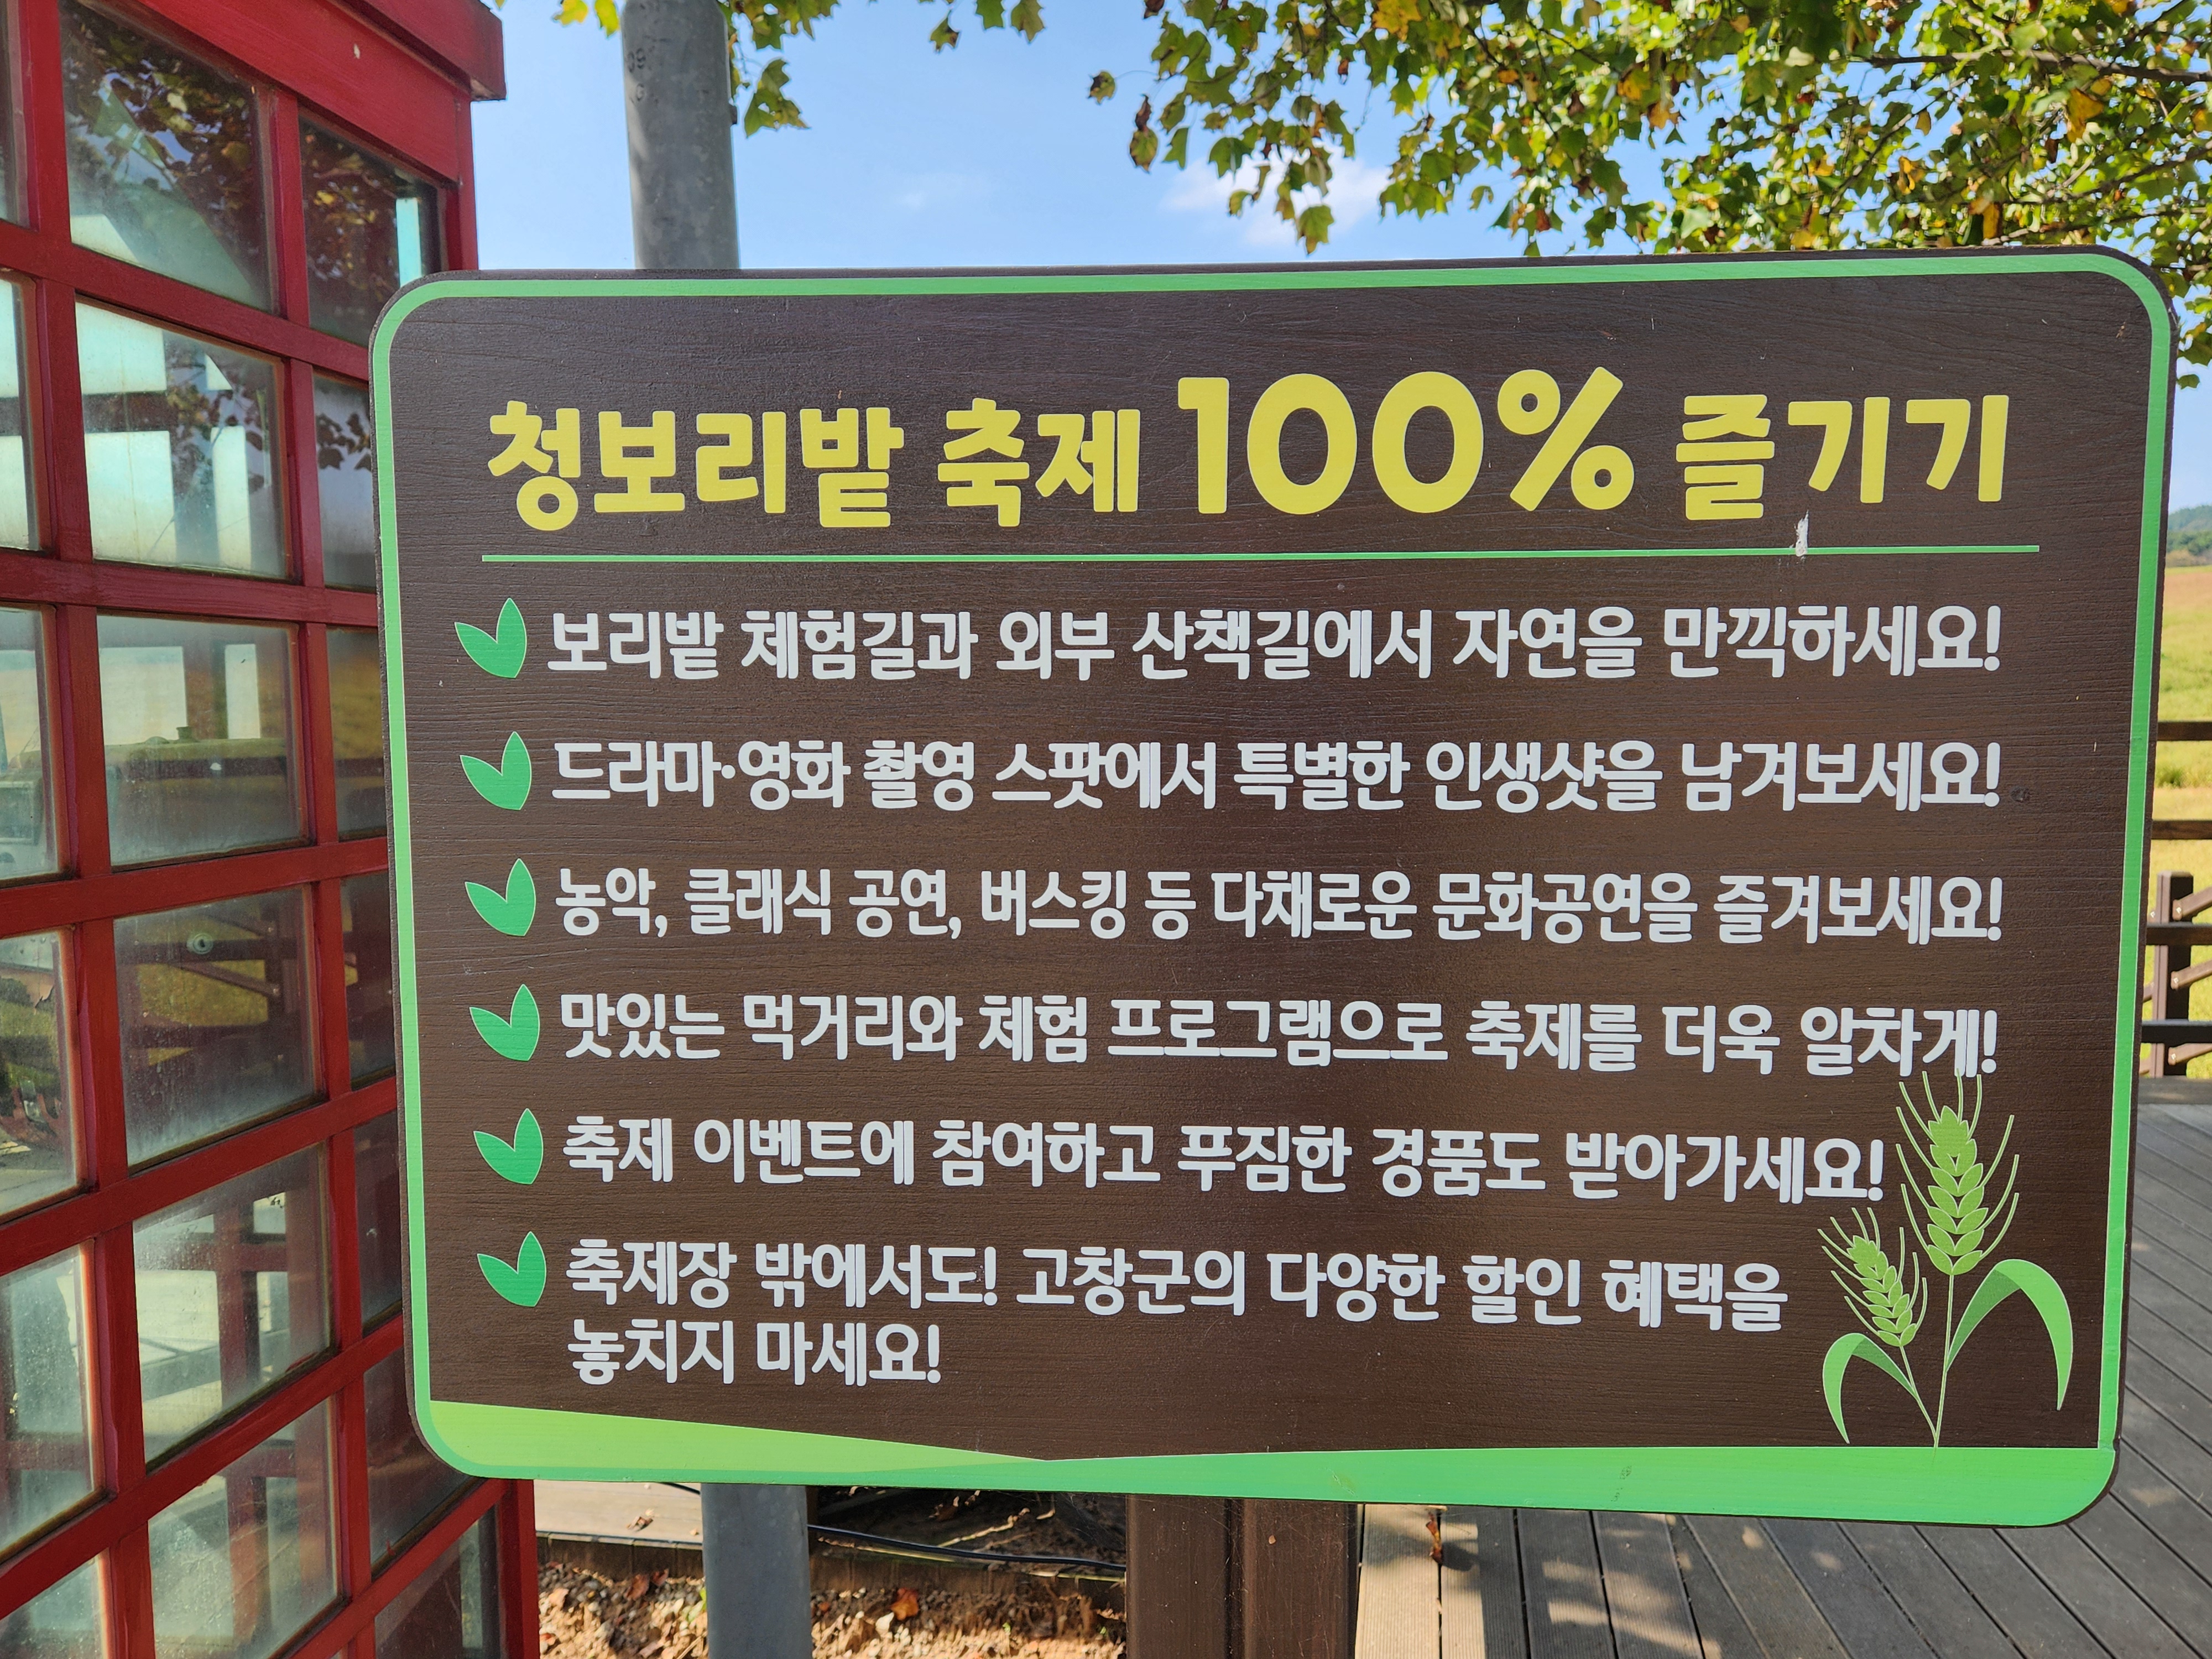 청보리밭 축제 100% 즐기기
보리밭 체험길과 외부 산책길에서 자연을 만끽하세요!
드라마·영화 촬영 스팟에서 특별한 인생샷을 남겨보세요!
농악, 클래식 공연, 버스킹 등 다채로운 문화공연을 즐겨보세요!
맛있는 먹거리와 체험 프로그램으로 축제를 더욱 알차게!
축제 이벤트에 참여하고 푸짐한 경품도 받아가세요!
축제장 밖에서도! 고창군의 다양한 할인 혜택을
놓치지 마세요!